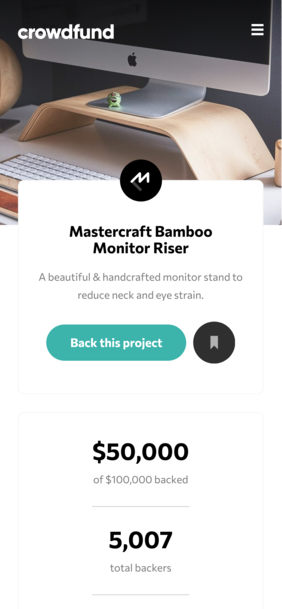 crowdfund
Mastercraft Bamboo
Monitor Riser
A beautiful & handcrafted monitor stand to
reduce neck and eye strain.
Back this project
$50,000
of $100,000 backed
5,007
total backers